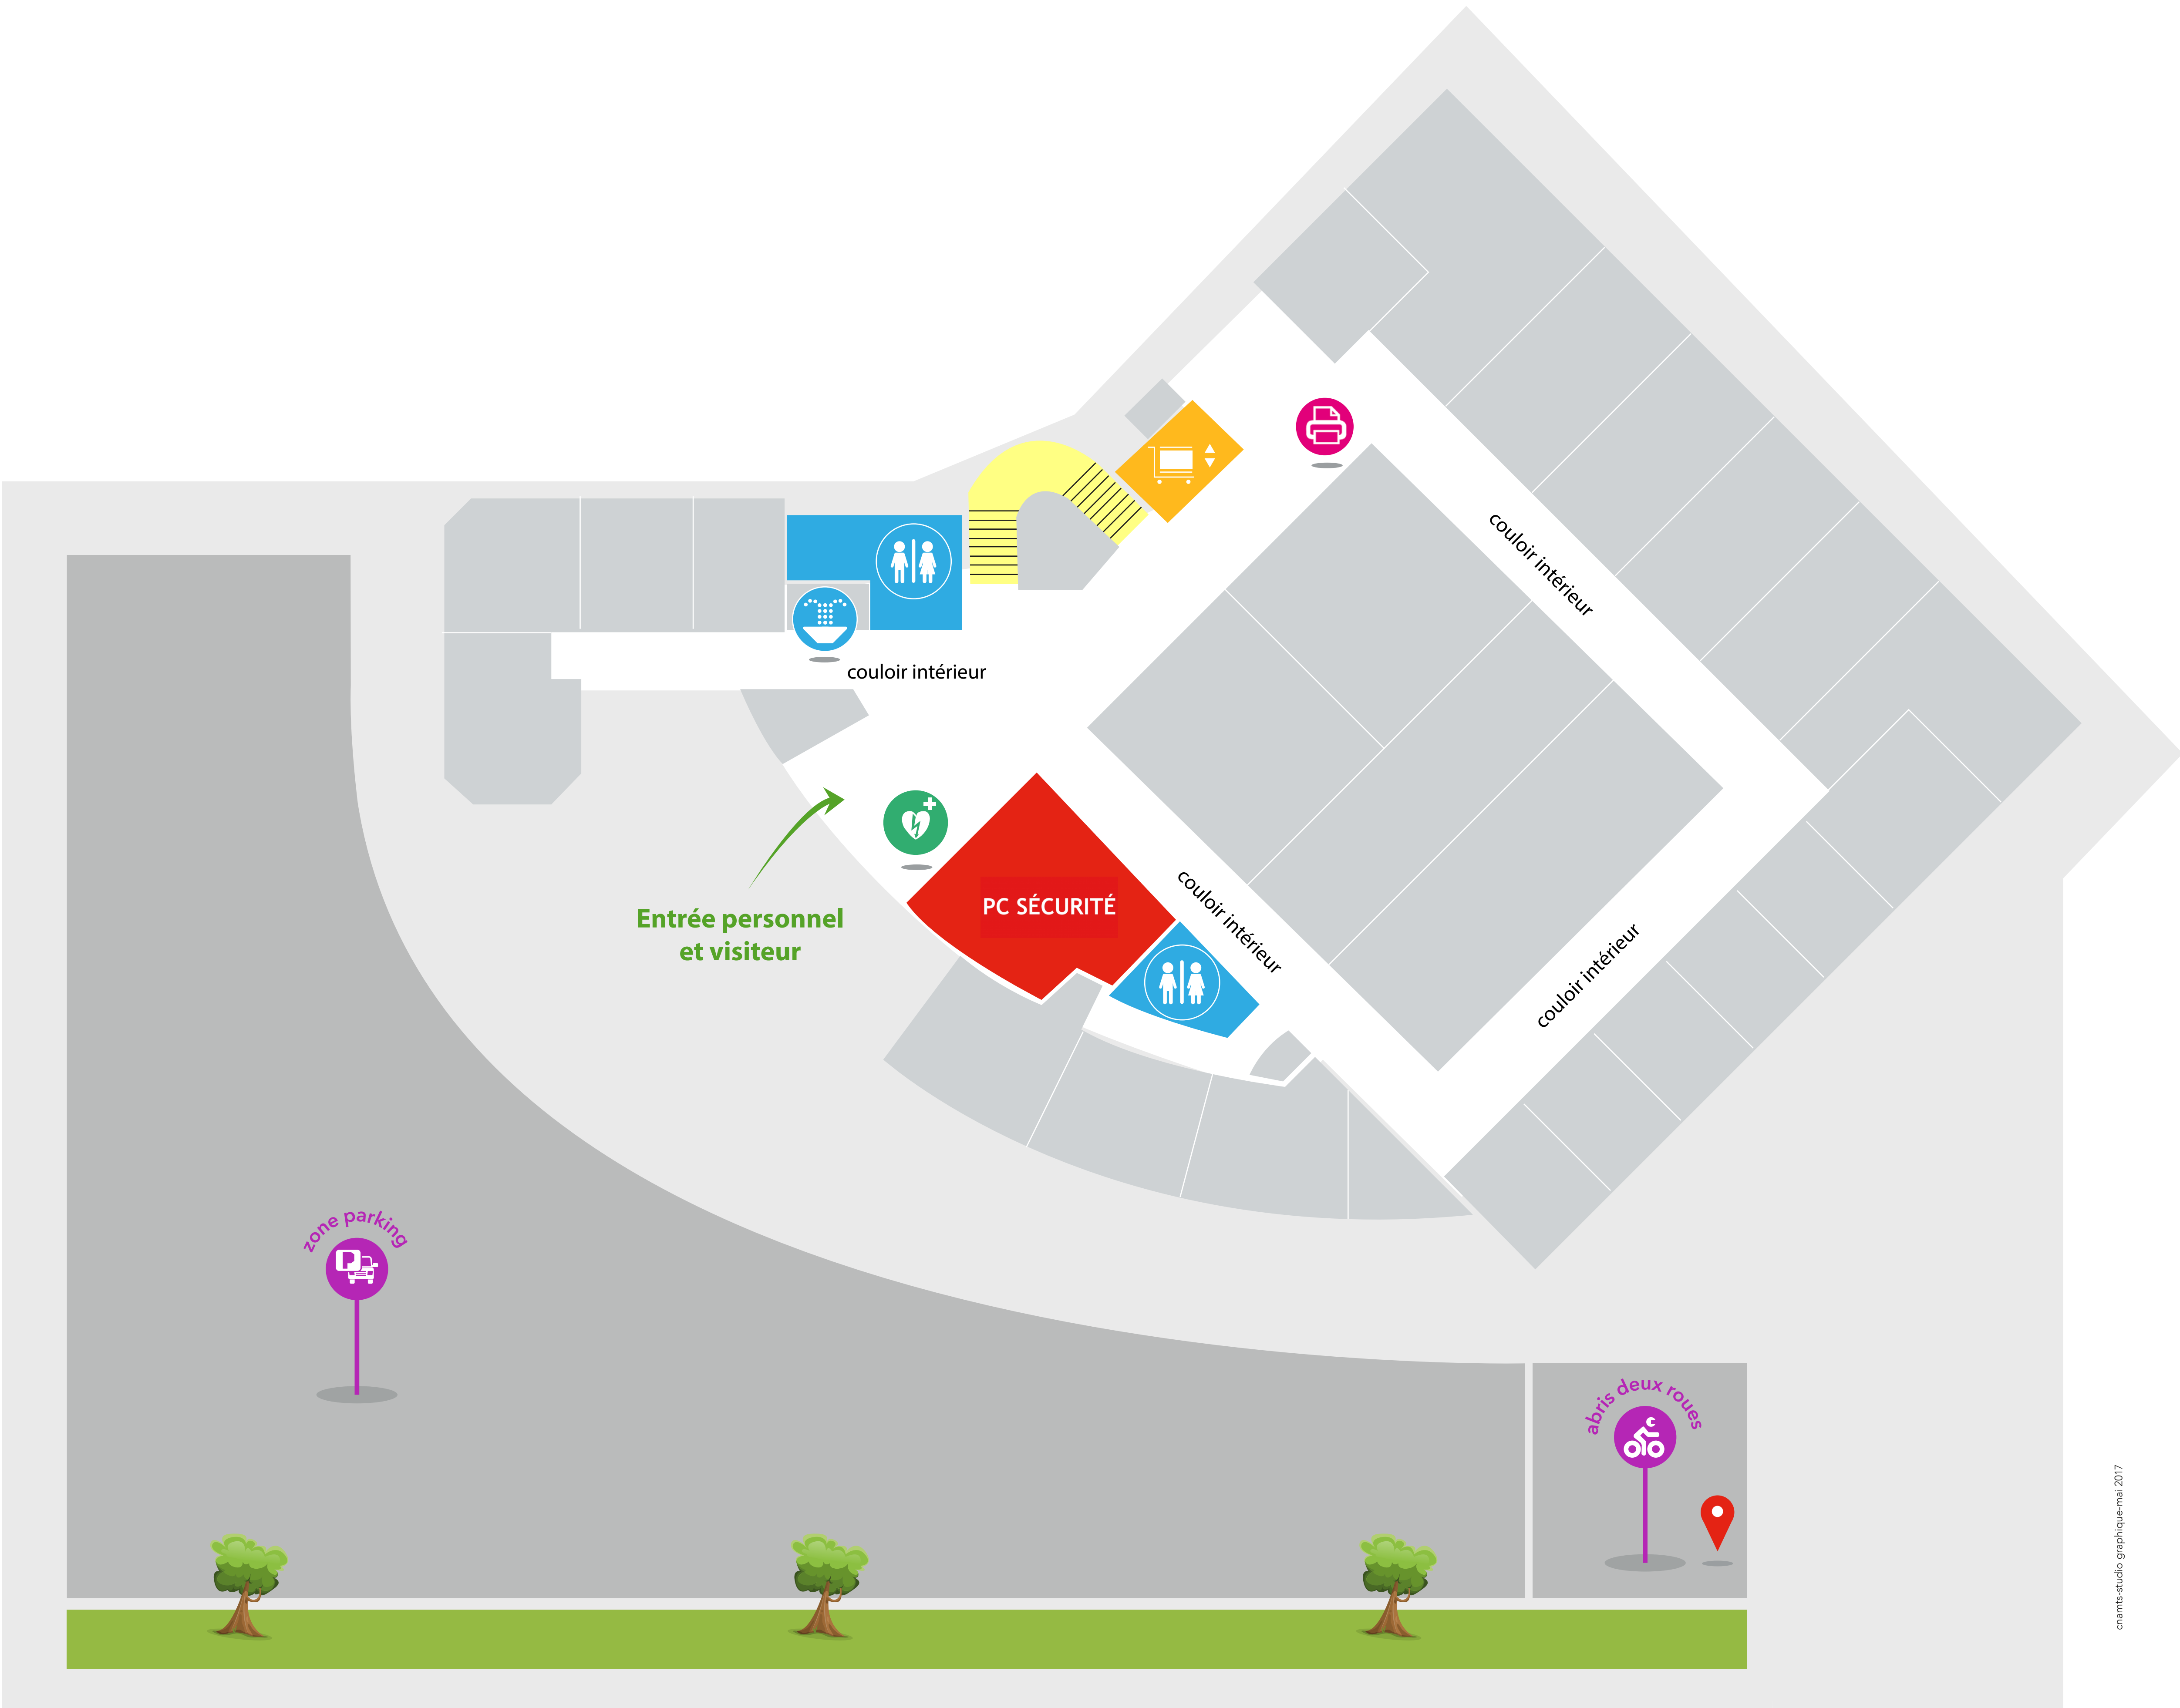 couloir intérieur
couloir intérieur
Entrée personnel
et visiteur
PC SÉCURITÉ
couloir intérieur
couloir intérieur
zone parking
P
abris deux roues
cnamts-studio graphique-mai 2017